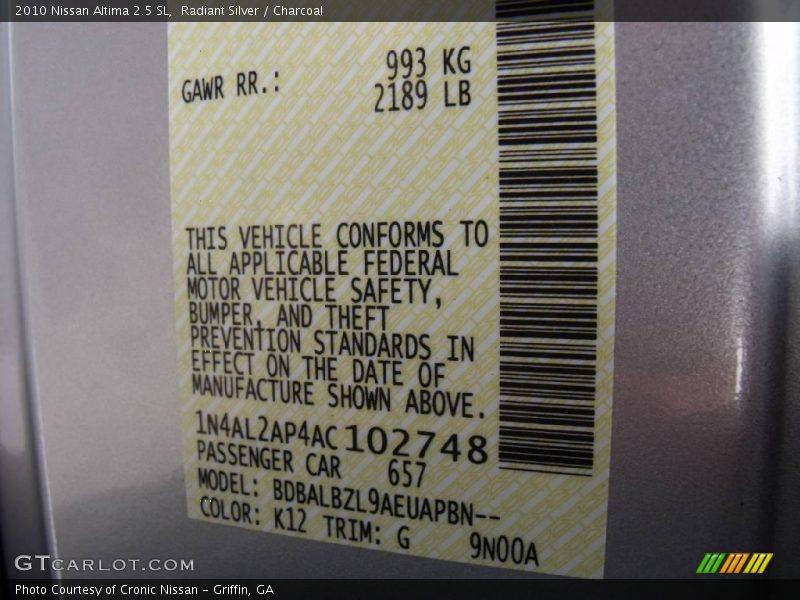 2010 Nissan Altima 2.5 SL,  Radiant Silver / Charcoal
GAWR RR.: 993 KG
2189 LB
THIS VEHICLE CONFORMS TO
ALL APPLICABLE FEDERAL
MOTOR VEHICLE SAFETY,
BUMPER, AND THEFT
PREVENTION STANDARDS IN
EFFECT ON THE DATE OF
MANUFACTURE SHOWN ABOVE.
1N4AL2AP4AC102748
PASSENGER CAR 657
MODEL: BDBALBZL9AEUAPBN--
COLOR: K12 TRIM: G 9N00A
GTCARLOT.COM
Photo Courtesy of Cronic Nissan - Griffin, GA